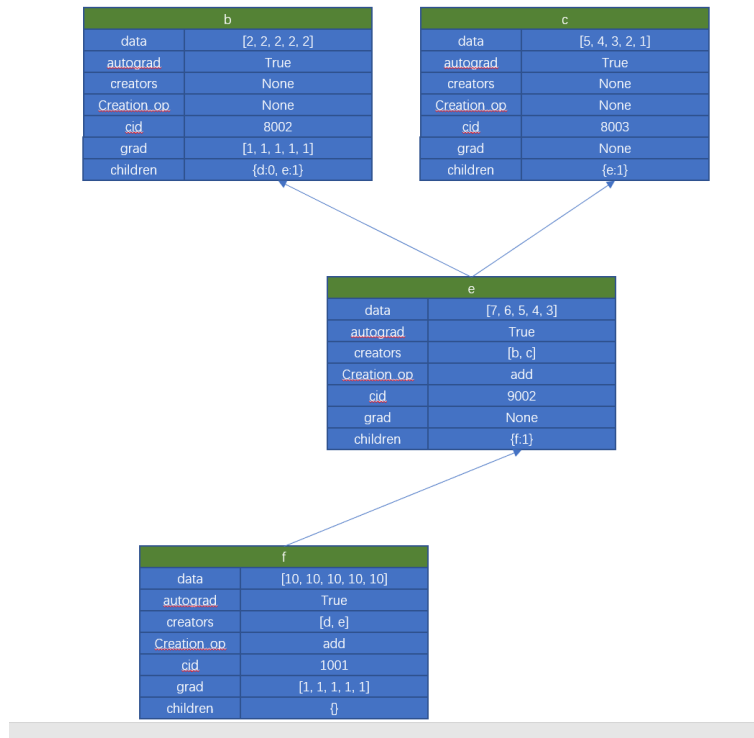 b
data [2, 2, 2, 2, 2]
autograd True
creators None
Creation_op None
cid 8002
grad [1, 1, 1, 1, 1]
children {d:0, e:1}
c
data [5, 4, 3, 2, 1]
autograd True
creators None
Creation_op None
cid 8003
grad None
children {e:1}
e
data [7, 6, 5, 4, 3]
autograd True
creators [b, c]
Creation_op add
cid 9002
grad None
children {f:1}
f
data [10, 10, 10, 10, 10]
autograd True
creators [d, e]
Creation_op add
cid 1001
grad [1, 1, 1, 1, 1]
children {}